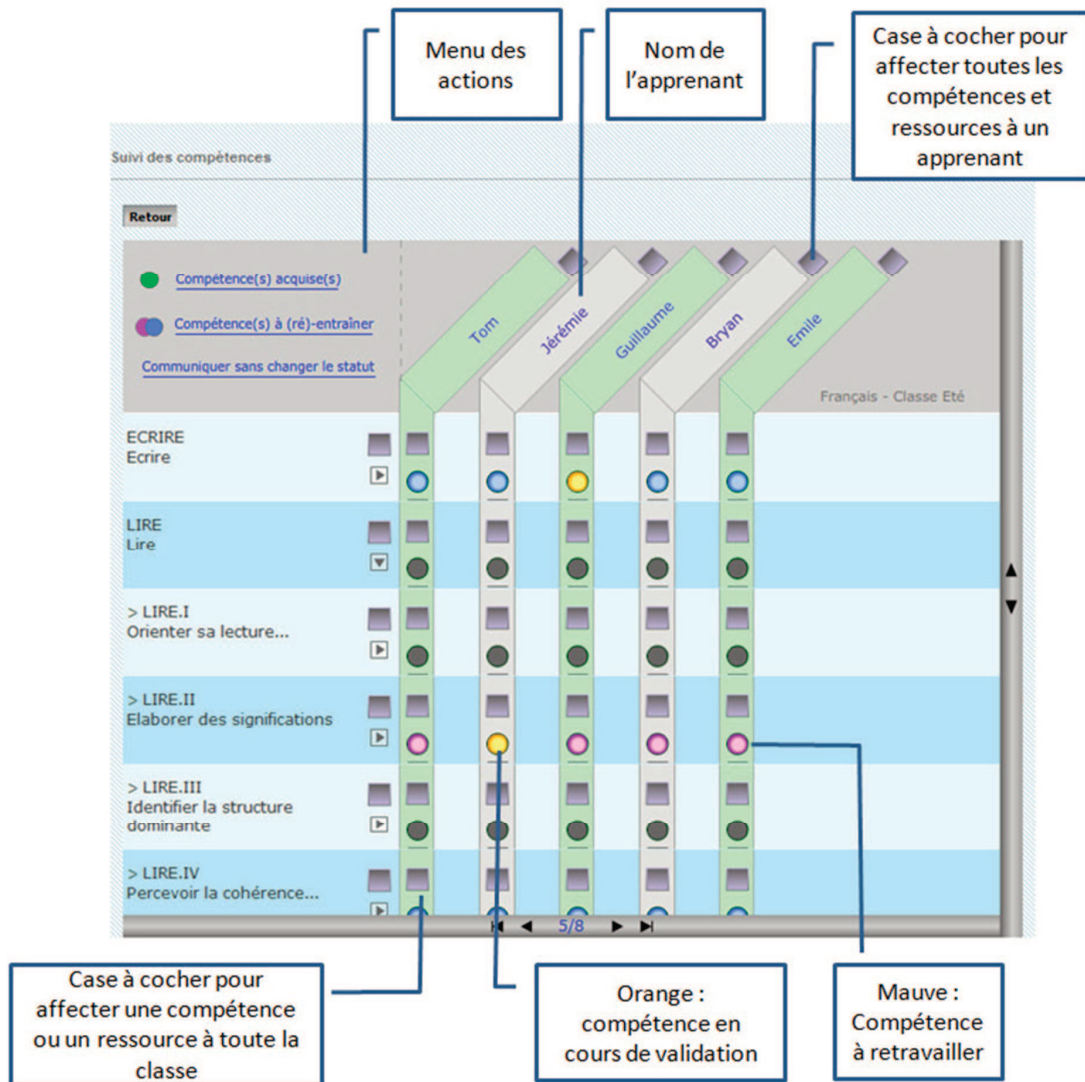 Menu des
actions
Nom de
l'apprenant
Case à cocher pour
affecter toutes les
compétences et
ressources à un
apprenant
Suivi des compétences
Retour
Compétence(s) acquise(s)
Compétence(s) à (ré)-entraîner
Communiquer sans changer le statut
Tom
Jérémie
Guillaume
Bryan
Emile
Français - Classe Eté
ECRIRE
Ecrire
LIRE
Lire
> LIRE.I
Orienter sa lecture...
> LIRE.II
Elaborer des significations
> LIRE.III
Identifier la structure
dominante
> LIRE.IV
Percevoir la cohérence...
5/8
Case à cocher pour
affecter une compétence
ou un ressource à toute la
classe
Orange :
compétence en
cours de validation
Mauve :
Compétence
à retravailler